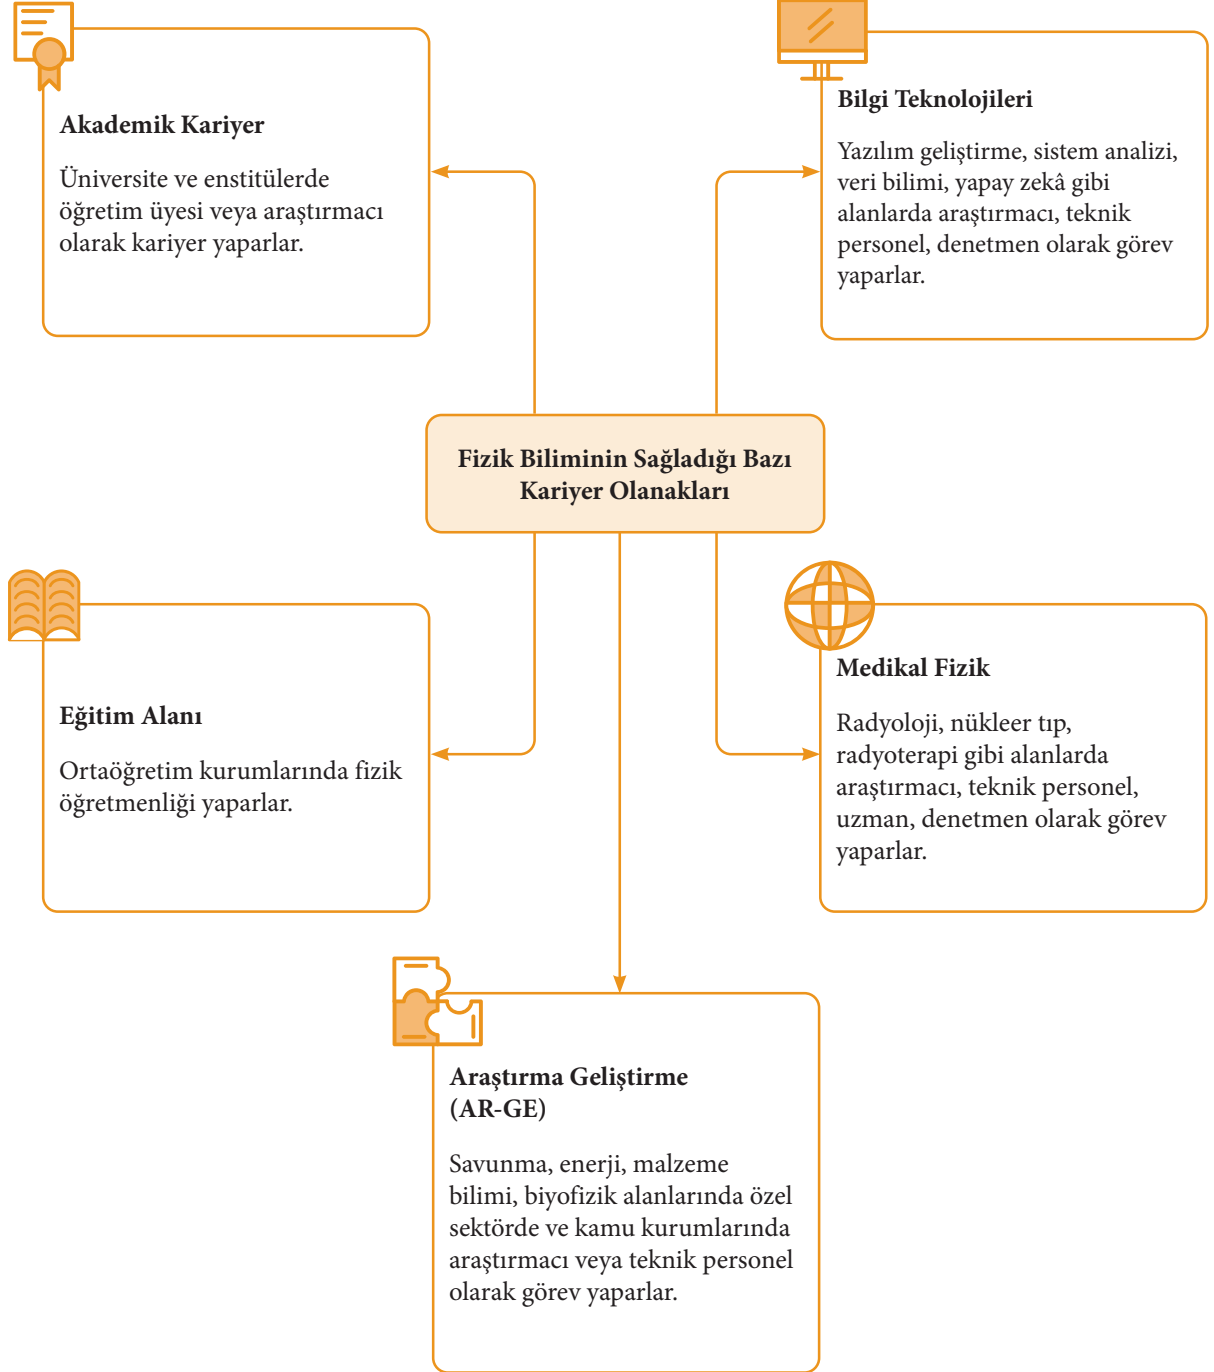 Akademik Kariyer
Üniversite ve enstitülerde
öğretim üyesi veya araştırmacı
olarak kariyer yaparlar.
Bilgi Teknolojileri
Yazılım geliştirme, sistem analizi,
veri bilimi, yapay zekâ gibi
alanlarda araştırmacı, teknik
personel, denetmen olarak görev
yaparlar.
Fizik Biliminin Sağladığı Bazı
Kariyer Olanakları
Eğitim Alanı
Ortaöğretim kurumlarında fizik
öğretmenliği yaparlar.
Medikal Fizik
Radyoloji, nükleer tıp,
radyoterapi gibi alanlarda
araştırmacı, teknik personel,
uzman, denetmen olarak görev
yaparlar.
Araştırma Geliştirme
(AR-GE)
Savunma, enerji, malzeme
bilimi, biyofizik alanlarında özel
sektörde ve kamu kurumlarında
araştırmacı veya teknik personel
olarak görev yaparlar.